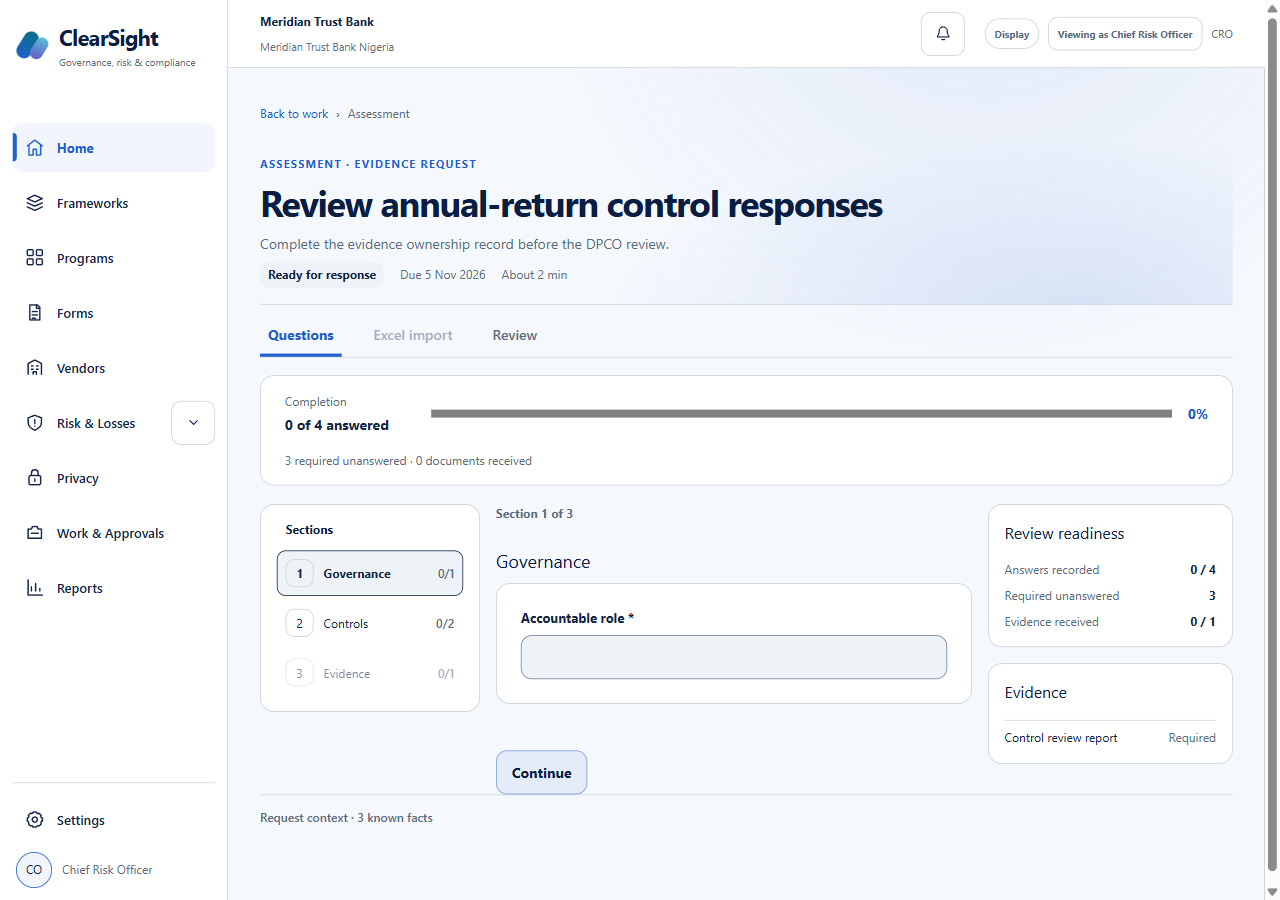 ClearSight
Governance, risk & compliance
Home
Frameworks
Programs
Forms
Vendors
Risk & Losses
Privacy
Work & Approvals
Reports
Settings
CO
Chief Risk Officer
Meridian Trust Bank
Meridian Trust Bank Nigeria
Display
Viewing as Chief Risk Officer
CRO
Back to work › Assessment
ASSESSMENT · EVIDENCE REQUEST
Review annual-return control responses
Complete the evidence ownership record before the DPCO review.
Ready for response Due 5 Nov 2026 About 2 min
Questions Excel import Review
Completion
0 of 4 answered
0%
3 required unanswered · 0 documents received
Sections
1 Governance 0/1
2 Controls 0/2
3 Evidence 0/1
Section 1 of 3
Governance
Accountable role *
Continue
Review readiness
Answers recorded 0 / 4
Required unanswered 3
Evidence received 0 / 1
Evidence
Control review report Required
Request context · 3 known facts